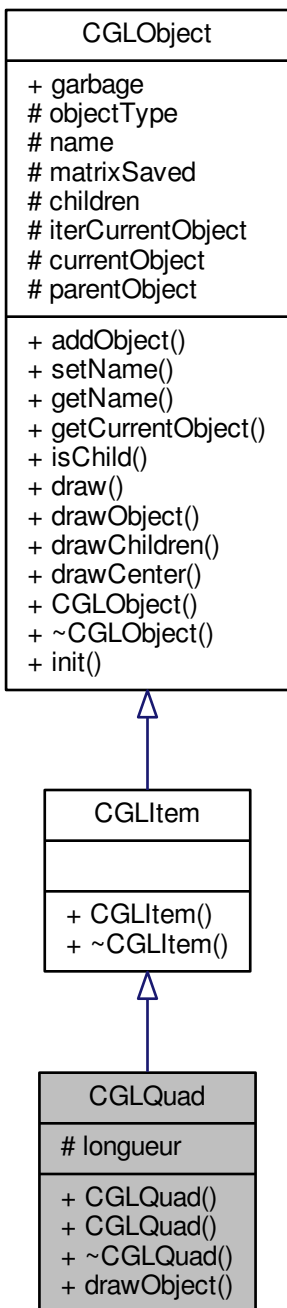 CGLObject
+ garbage
# objectType
# name
# matrixSaved
# children
# iterCurrentObject
# currentObject
# parentObject
+ addObject()
+ setName()
+ getName()
+ getCurrentObject()
+ isChild()
+ draw()
+ drawObject()
+ drawChildren()
+ drawCenter()
+ CGLObject()
+ ~CGLObject()
+ init()
CGLItem
+ CGLItem()
+ ~CGLItem()
CGLQuad
# longueur
+ CGLQuad()
+ CGLQuad()
+ ~CGLQuad()
+ drawObject()